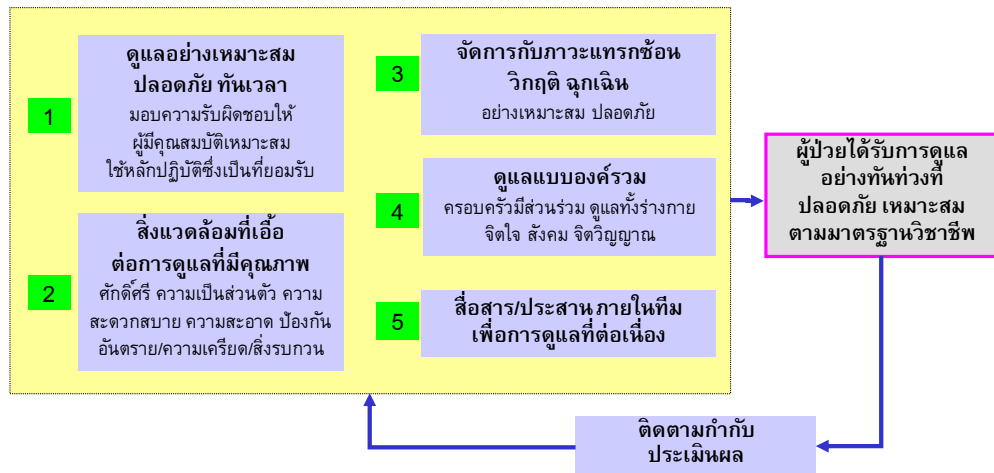 1
ดูแลอย่างเหมาะสม
ปลอดภัย ทันเวลา
มอบความรับผิดชอบให้
ผู้มีคุณสมบัติเหมาะสม
ใช้หลักปฏิบัติซึ่งเป็นที่ยอมรับ
2
สิ่งแวดล้อมที่เอื้อ
ต่อการดูแลที่มีคุณภาพ
ศักดิ์ศรี ความเป็นส่วนตัว ความ
สะดวกสบาย ความสะอาด ป้องกัน
อันตราย/ความเครียด/สิ่งรบกวน
3
จัดการกับภาวะแทรกซ้อน
วิกฤติ ฉุกเฉิน
อย่างเหมาะสม ปลอดภัย
4
ดูแลแบบองค์รวม
ครอบครัวมีส่วนร่วม ดูแลทั้งร่างกาย
จิตใจ สังคม จิตวิญญาณ
5
สื่อสาร/ประสาน ภายในทีม
เพื่อการดูแลที่ต่อเนื่อง
ผู้ป่วยได้รับการดูแล
อย่างทันท่วงที
ปลอดภัย เหมาะสม
ตามมาตรฐานวิชาชีพ
ติดตามกำกับ
ประเมินผล